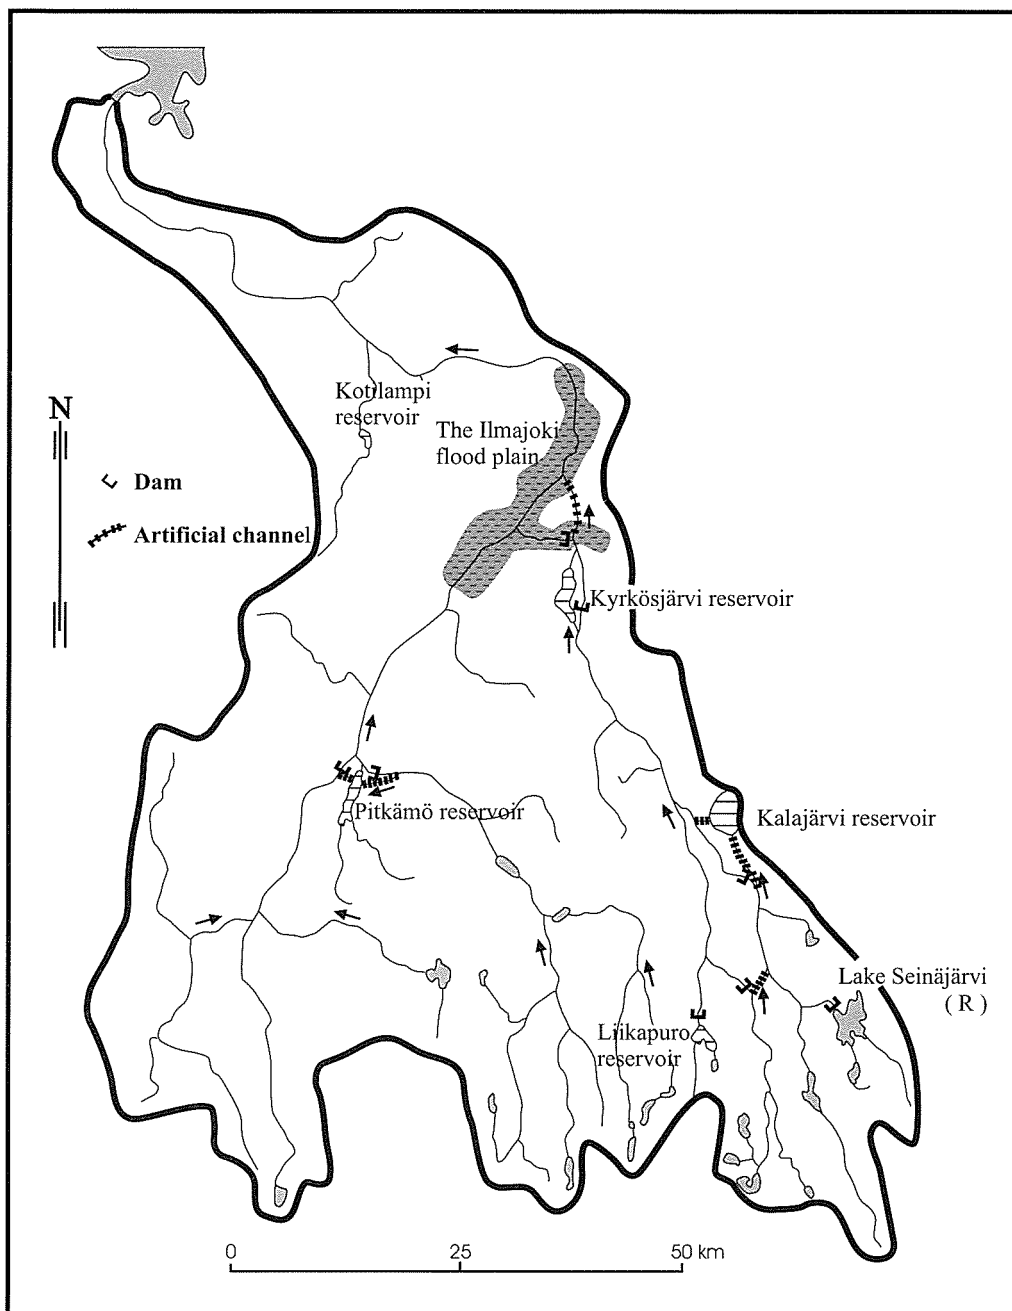 Kotilampi
reservoir
N
The Ilmajoki
flood plain
Dam
Artificial channel
Kyrkösjärvi reservoir
Pitkämö reservoir
Kalajärvi reservoir
Lake Seinäjärvi
( R )
Liikapuro
reservoir
0 25 50 km